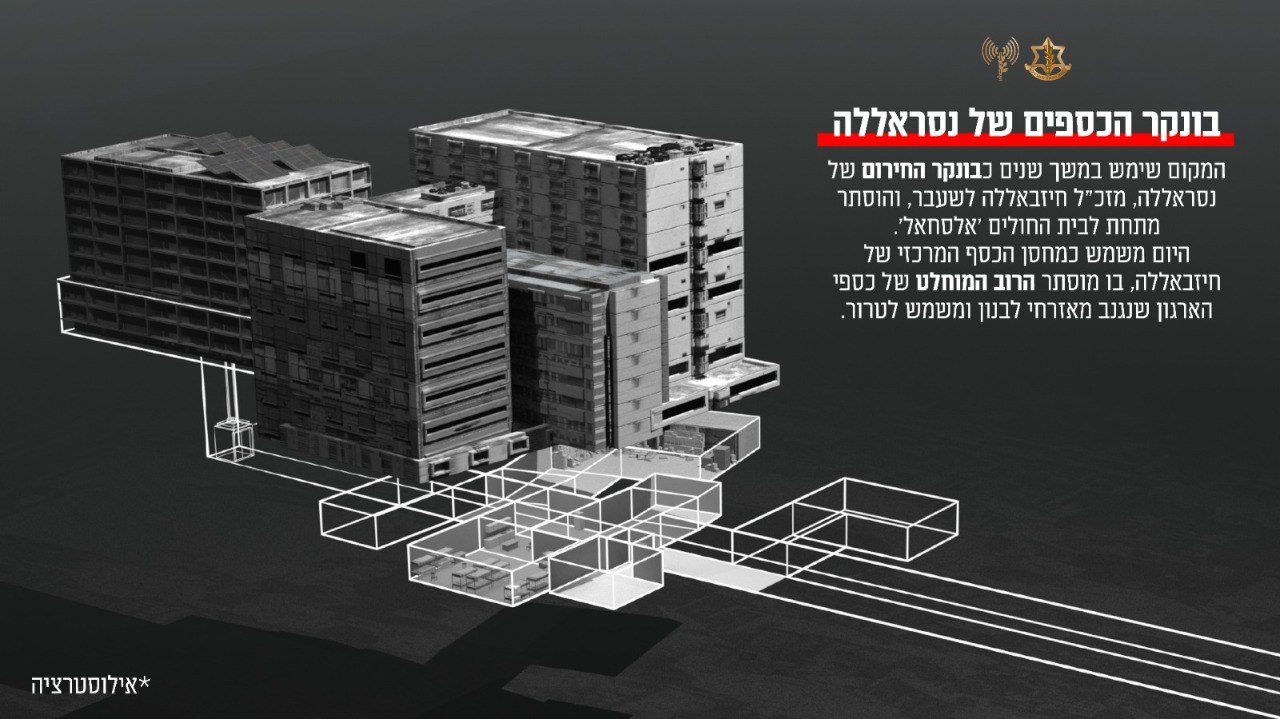 בונקר הכספים של נסראללה
המקום שימש במשך שנים כבונקר החירום של
נסראללה, מזכ"ל חיזבאללה לשעבר, והוסתר
מתחת לבית החולים 'אלסחאל'.
היום משמש כמחסן הכסף המרכזי של
חיזבאללה, בו מוסתר הרוב המוחלט של כספי
הארגון שנגנב מאזרחי לבנון ומשמש לטרור.
*אילוסטרציה